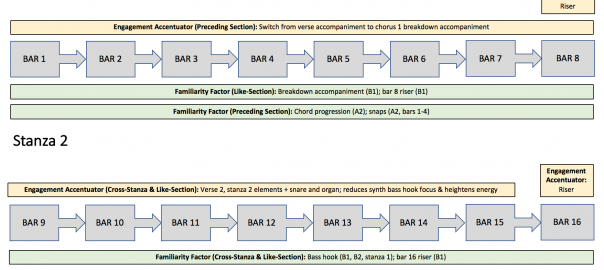 Riser
Engagement Accentuator (Preceding Section): Switch from verse accompaniment to chorus 1 breakdown accompaniment
BAR 1 BAR 2 BAR 3 BAR 4 BAR 5 BAR 6 BAR 7 BAR 8
Familiarity Factor (Like-Section): Breakdown accompaniment (B1); bar 8 riser (B1)
Familiarity Factor (Preceding Section): Chord progression (A2); snaps (A2, bars 1-4)
Stanza 2
Engagement
Accentuator:
Riser
Engagement Accentuator (Cross-Stanza & Like-Section): Verse 2, stanza 2 elements + snare and organ; reduces synth bass hook focus & heightens energy
BAR 9 BAR 10 BAR 11 BAR 12 BAR 13 BAR 14 BAR 15 BAR 16
Familiarity Factor (Cross-Stanza & Like-Section): Bass hook (B1, B2, stanza 1); bar 16 riser (B1)